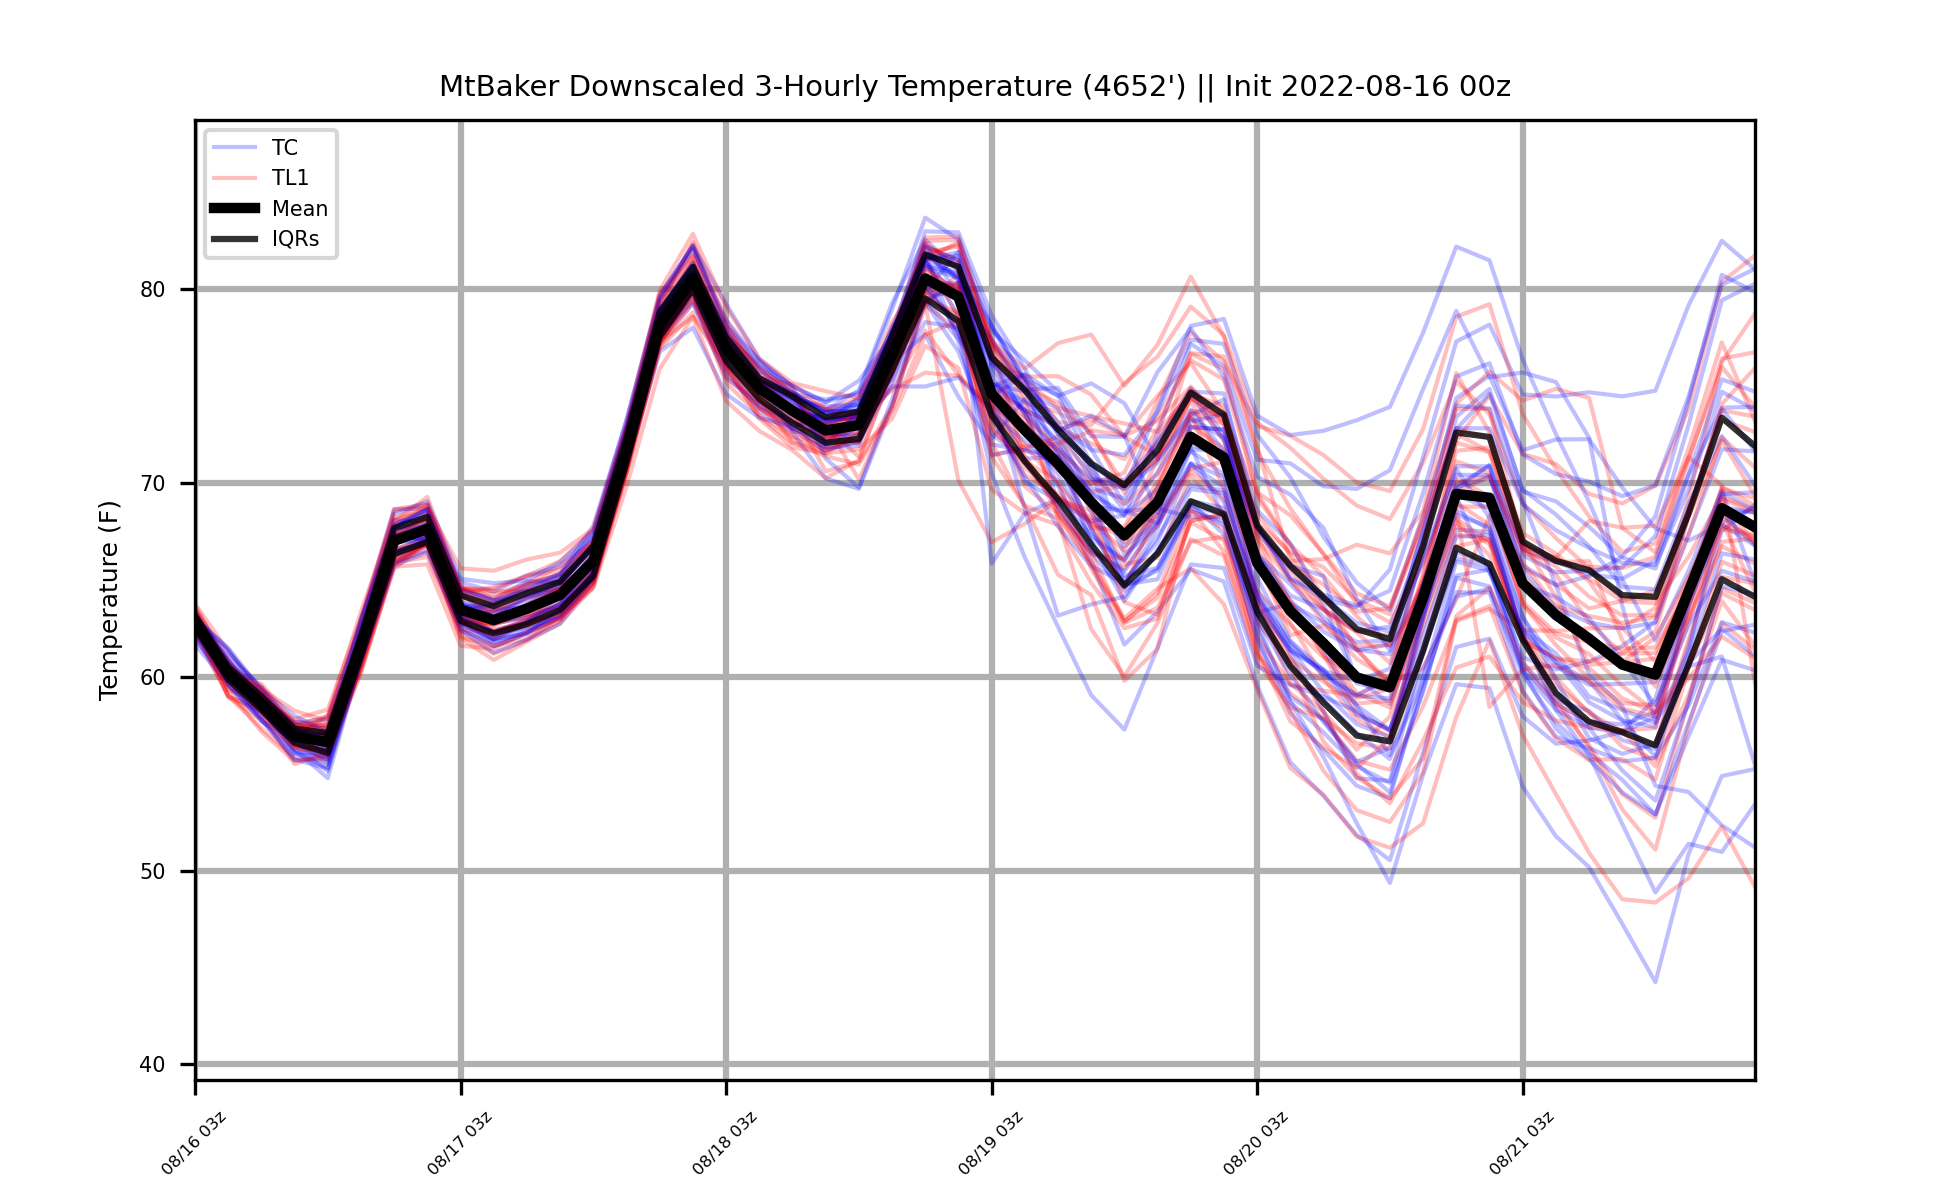 MtBaker Downscaled 3-Hourly Temperature (4652') || Init 2022-08-16 00z
TC
TL1
Mean
IQRs
Temperature (F)
80
70
60
50
40
08/16 03z
08/17 03z
08/18 03z
08/19 03z
08/20 03z
08/21 03z